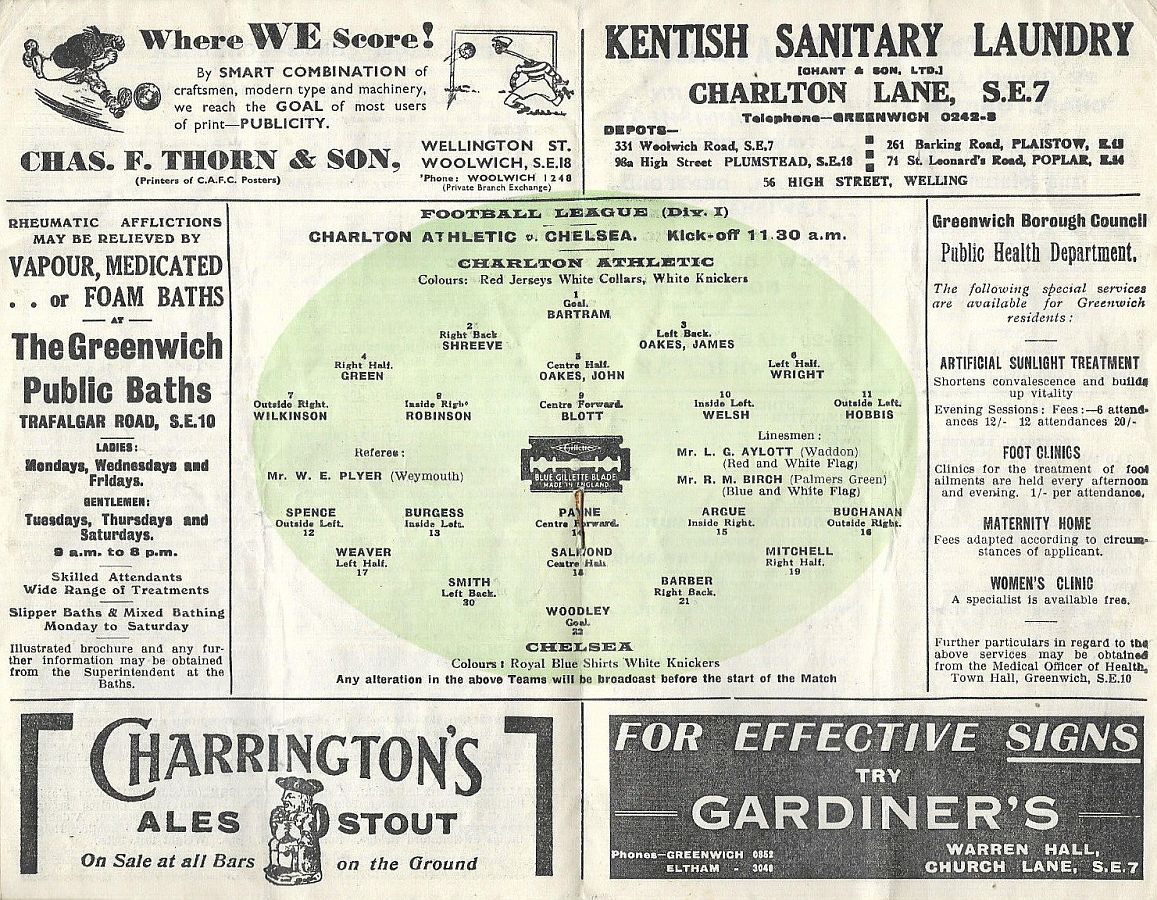 Where WE Score!
By SMART COMBINATION of
craftsmen, modern type and machinery,
we reach the GOAL of most users
of print—PUBLICITY.
CHAS. F. THORN & SON,
(Printers of C.A.F.C. Posters)
WELLINGTON ST.
WOOLWICH, S.E.18
'Phone: WOOLWICH 1248
(Private Branch Exchange)
KENTISH SANITARY LAUNDRY
[CHANT & SON, LTD.]
CHARLTON LANE, S.E.7
Telephone—GREENWICH 0242-3
DEPOTS—
331 Woolwich Road, S.E.7
98a High Street PLUMSTEAD, S.E.18
261 Barking Road, PLAISTOW, E.13
71 St. Leonard's Road, POPLAR, E.14
56 HIGH STREET, WELLING
RHEUMATIC AFFLICTIONS
MAY BE RELIEVED BY
VAPOUR, MEDICATED
. . or FOAM BATHS
— AT —
The Greenwich
Public Baths
TRAFALGAR ROAD, S.E.10
LADIES:
Mondays, Wednesdays and
Fridays.
GENTLEMEN:
Tuesdays, Thursdays and
Saturdays.
9 a.m. to 8 p.m.
Skilled Attendants
Wide Range of Treatments
Slipper Baths & Mixed Bathing
Monday to Saturday
Illustrated brochure and any fur-
ther information may be obtained
from the Superintendent at the
Baths.
FOOTBALL LEAGUE (Div. I)
CHARLTON ATHLETIC v. CHELSEA. Kick-off 11.30 a.m.
CHARLTON ATHLETIC
Colours: Red Jerseys White Collars, White Knickers
1
Goal.
BARTRAM
2
Right Back
SHREEVE
3
Left Back.
OAKES, JAMES
4
Right Half.
GREEN
5
Centre Half.
OAKES, JOHN
6
Left Half.
WRIGHT
7
Outside Right.
WILKINSON
8
Inside Right
ROBINSON
9
Centre Forward.
BLOTT
10
Inside Left.
WELSH
11
Outside Left.
HOBBIS
Referee:
Mr. W. E. PLYER (Weymouth)
Gillette
BLUE GILLETTE BLADE
MADE IN ENGLAND
Linesmen:
Mr. L. G. AYLOTT (Waddon)
(Red and White Flag)
Mr. R. M. BIRCH (Palmers Green)
(Blue and White Flag)
SPENCE
Outside Left.
12
BURGESS
Inside Left.
13
PAYNE
Centre Forward.
14
ARGUE
Inside Right.
15
BUCHANAN
Outside Right.
16
WEAVER
Left Half.
17
SALMOND
Centre Half
18
MITCHELL
Right Half.
19
SMITH
Left Back.
20
BARBER
Right Back.
21
WOODLEY
Goal.
22
CHELSEA
Colours: Royal Blue Shirts White Knickers
Any alteration in the above Teams will be broadcast before the start of the Match
Greenwich Borough Council
Public Health Department.
The following special services
are available for Greenwich
residents:
ARTIFICIAL SUNLIGHT TREATMENT
Shortens convalescence and builds
up vitality
Evening Sessions: Fees:—6 attend-
ances 12/- 12 attendances 20/-
FOOT CLINICS
Clinics for the treatment of foot
ailments are held every afternoon
and evening. 1/- per attendance.
MATERNITY HOME
Fees adapted according to circum-
stances of applicant.
WOMEN'S CLINIC
A specialist is available free.
Further particulars in regard to the
above services may be obtained
from the Medical Officer of Health,
Town Hall, Greenwich, S.E.10
CHARRINGTON'S
ALES STOUT
On Sale at all Bars on the Ground
FOR EFFECTIVE SIGNS
TRY
GARDINER'S
Phones—GREENWICH 0852
ELTHAM - 3048
WARREN HALL,
CHURCH LANE, S.E.7